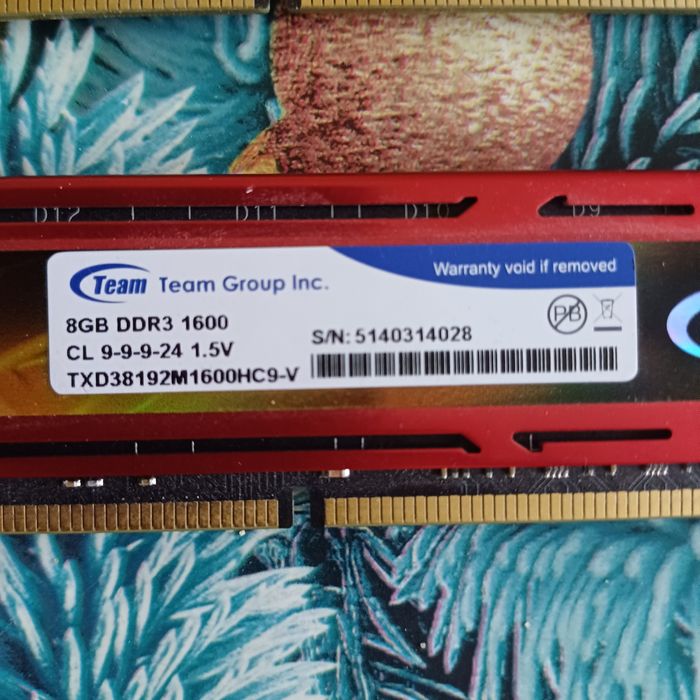 D12 D11 D10 D9
Team Team Group Inc.
Warranty void if removed
8GB DDR3 1600
CL 9-9-9-24 1.5V
TXD38192M1600HC9-V
PB
S/N: 5140314028